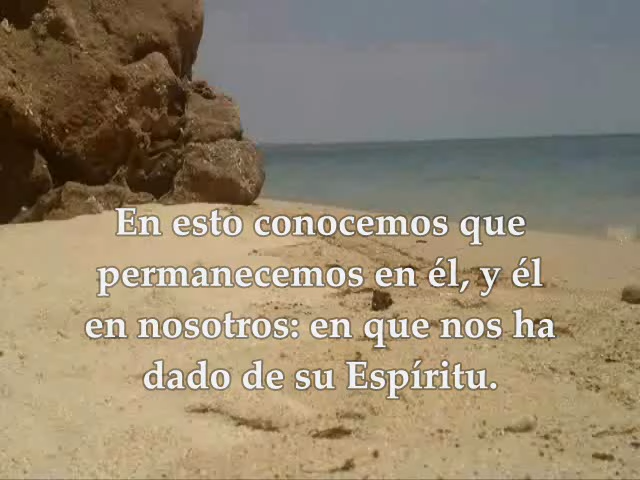 En esto conocemos que
permanecemos en él, y él
en nosotros: en que nos ha
dado de su Espíritu.